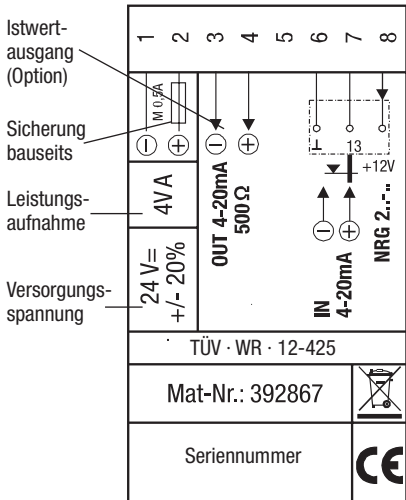 Istwert-
ausgang
(Option)
Sicherung
bauseits
Leistungs-
aufnahme
Versorgungs-
spannung
1 2 3 4 5 6 7 8
M 0,5A
4VA
24 V=
+/- 20%
OUT 4-20mA
500 Ω
13
+12V
IN
4-20mA
NRG 2..-..
TÜV · WR · 12-425
Mat-Nr.: 392867
Seriennummer
CE